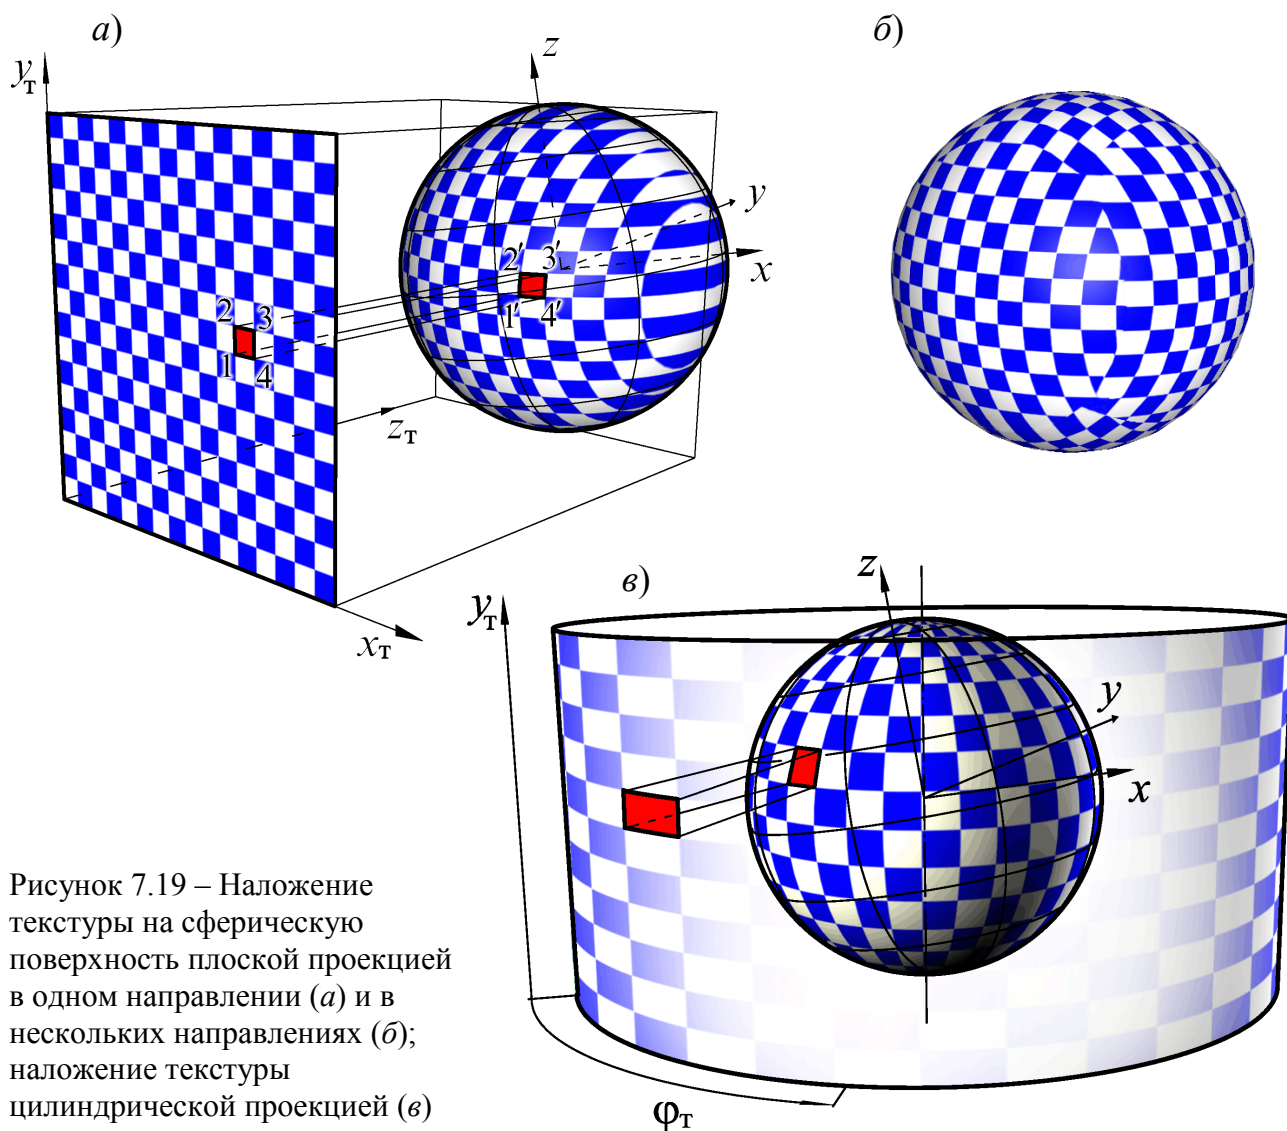 а)
б)
yт
z
y
x
2′
3′
1′
4′
2
3
1
4
zт
xт
в)
z
yт
y
x
φт
Рисунок 7.19 – Наложение
текстуры на сферическую
поверхность плоской проекцией
в одном направлении (а) и в
нескольких направлениях (б);
наложение текстуры
цилиндрической проекцией (в)